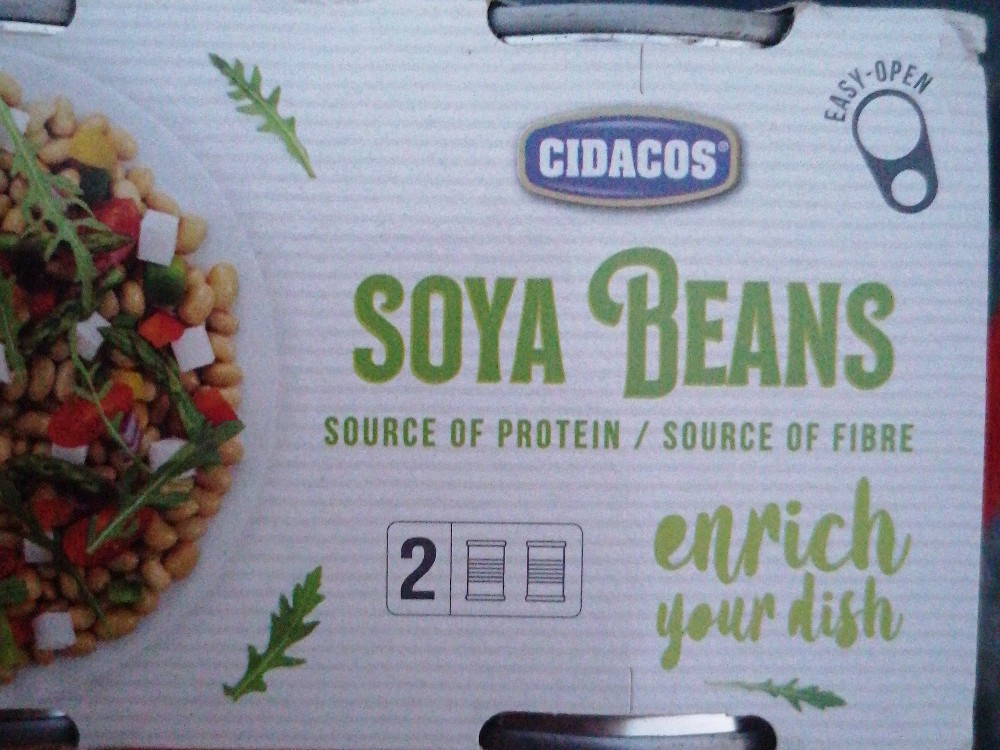 EASY-OPEN
CIDACOS®
SOYA BEANS
SOURCE OF PROTEIN / SOURCE OF FIBRE
2
enrich
your dish